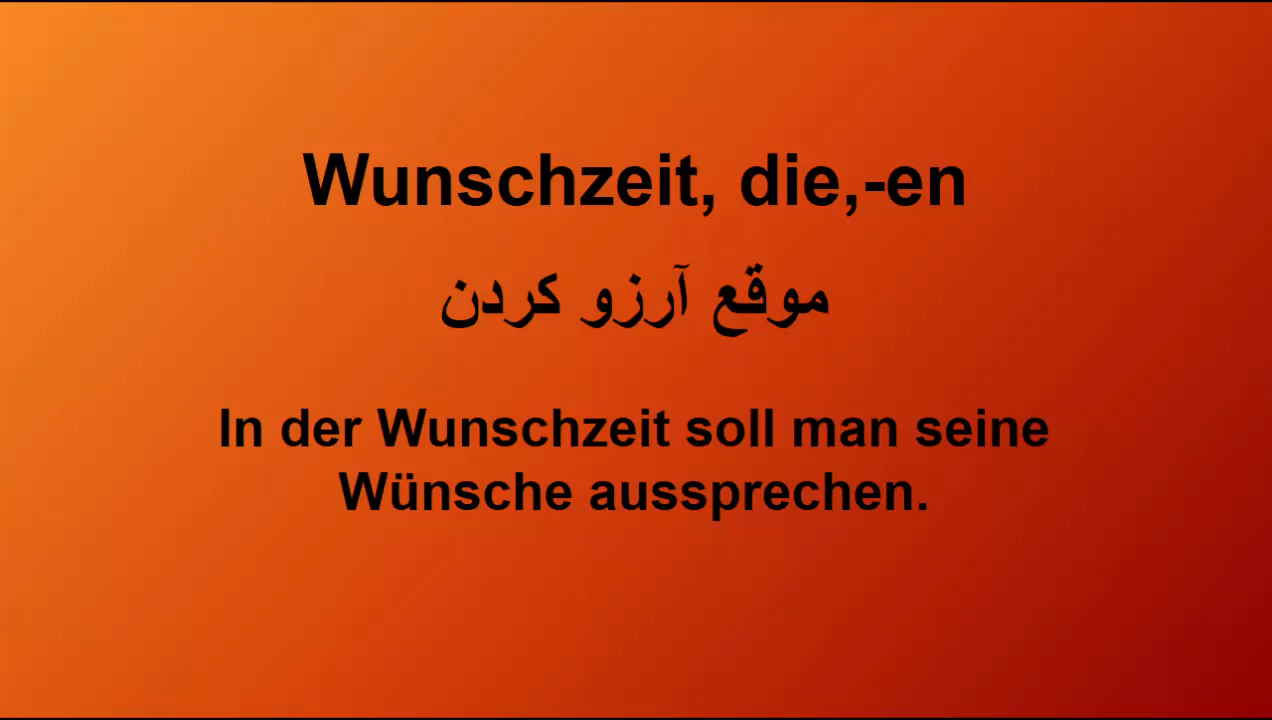 Wunschzeit, die,-en
موقع آرزو کردن
In der Wunschzeit soll man seine
Wünsche aussprechen.